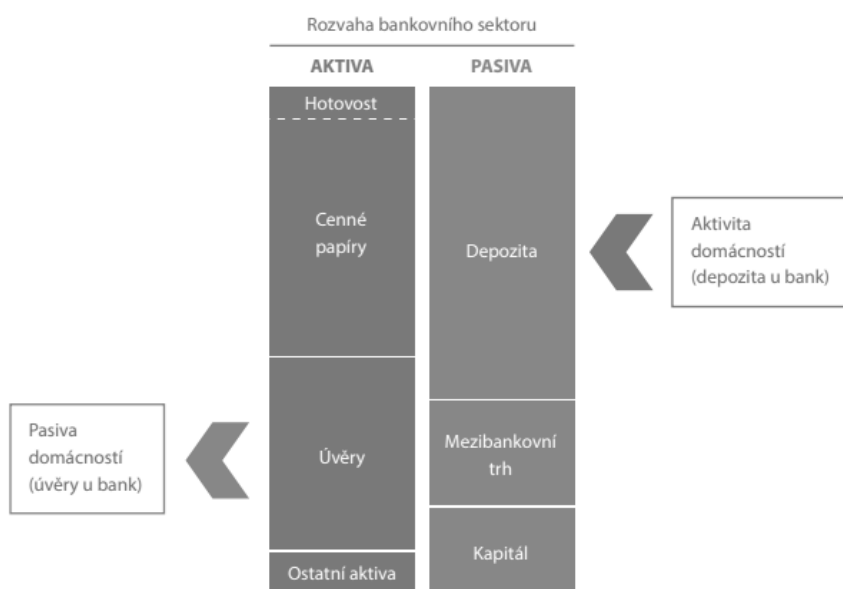 Rozvaha bankovního sektoru
AKTIVA
PASIVA
Hotovost
Cenné
papíry
Úvěry
Ostatní aktiva
Depozita
Mezibankovní
trh
Kapitál
Aktivita
domácností
(depozita u bank)
Pasiva
domácností
(úvěry u bank)